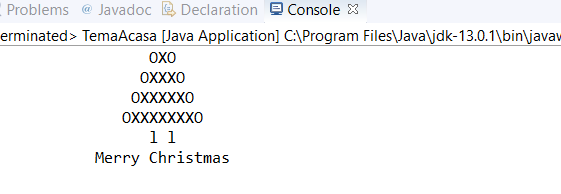 Problems @ Javadoc Declaration Console
erminated> TemaAcasa [Java Application] C:\Program Files\Java\jdk-13.0.1\bin\javaw
OXO
OXXXO
OXXXXXO
OXXXXXXXO
l l
Merry Christmas